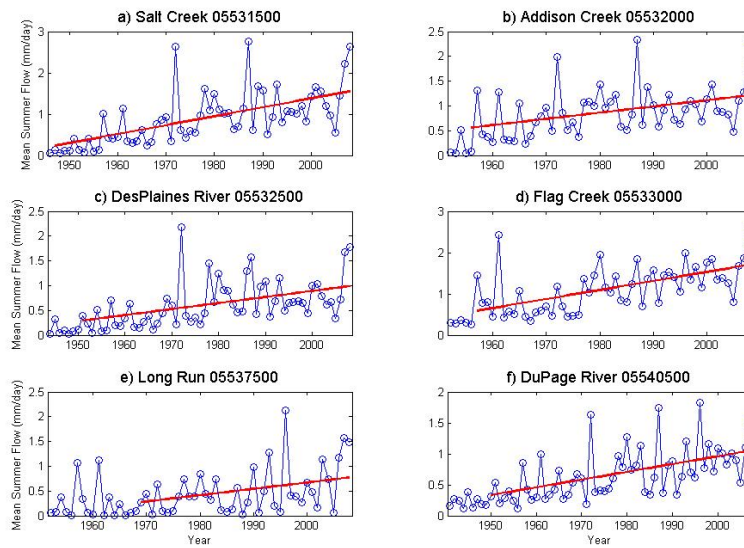 a) Salt Creek 05531500
Mean Summer Flow (mm/day)
3
2
1
0
1950 1960 1970 1980 1990 2000
b) Addison Creek 05532000
2.5
2
1.5
1
0.5
0
1960 1970 1980 1990 2000
c) DesPlaines River 05532500
Mean Summer Flow (mm/day)
2.5
2
1.5
1
0.5
0
1950 1960 1970 1980 1990 2000
d) Flag Creek 05533000
3
2
1
0
1960 1970 1980 1990 2000
e) Long Run 05537500
Mean Summer Flow (mm/day)
2.5
2
1.5
1
0.5
0
1960 1970 1980 1990 2000
Year
f) DuPage River 05540500
2
1.5
1
0.5
0
1950 1960 1970 1980 1990 2000
Year